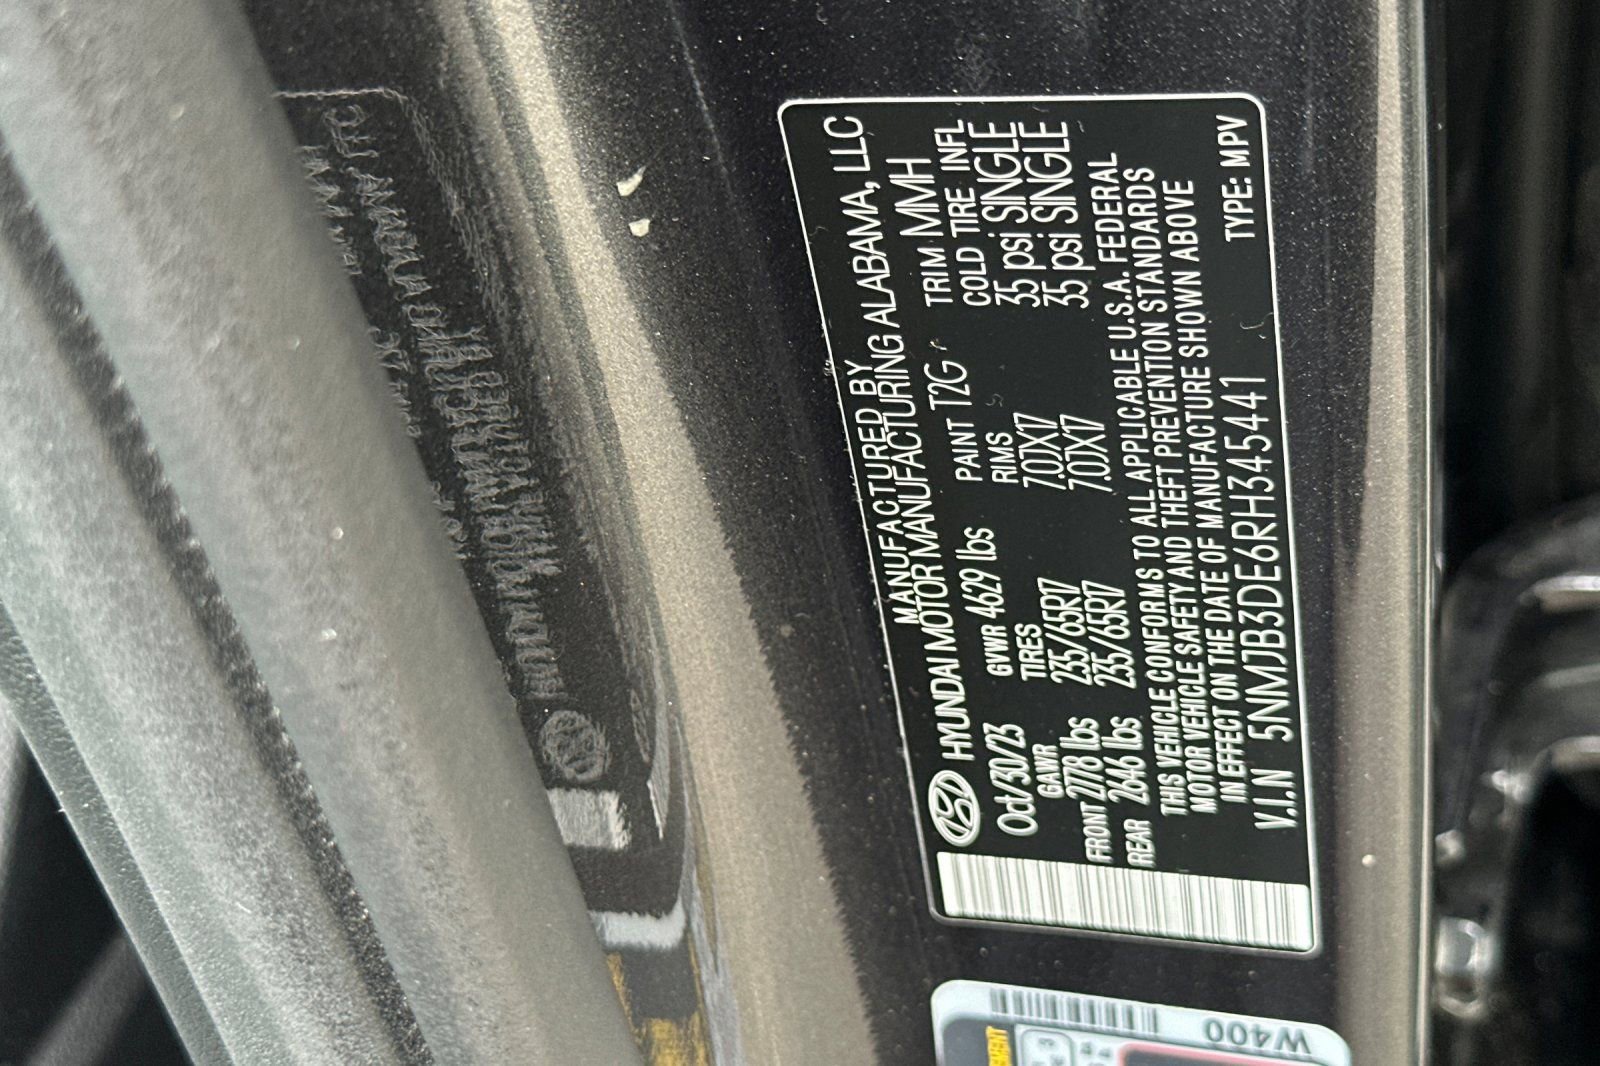 MANUFACTURED BY
HYUNDAI MOTOR MANUFACTURING ALABAMA, LLC
Oct/30/23 GVWR 4629 lbs PAINT T2G TRIM MMH
GAWR TIRES RIMS COLD TIRE INFL
FRONT 2778 lbs 235/65R17 7.0JX17 35 psi SINGLE
REAR 2646 lbs 235/65R17 7.0JX17 35 psi SINGLE
THIS VEHICLE CONFORMS TO ALL APPLICABLE U.S.A. FEDERAL
MOTOR VEHICLE SAFETY AND THEFT PREVENTION STANDARDS
IN EFFECT ON THE DATE OF MANUFACTURE SHOWN ABOVE
V.I.N 5NMJB3DE6RH345441 TYPE: MPV
W400